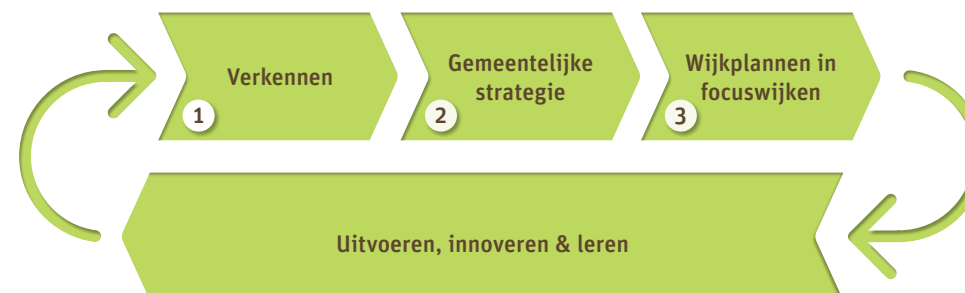 Verkennen
1
Gemeentelijke
strategie
2
Wijkplannen in
focuswijken
3
Uitvoeren, innoveren & leren